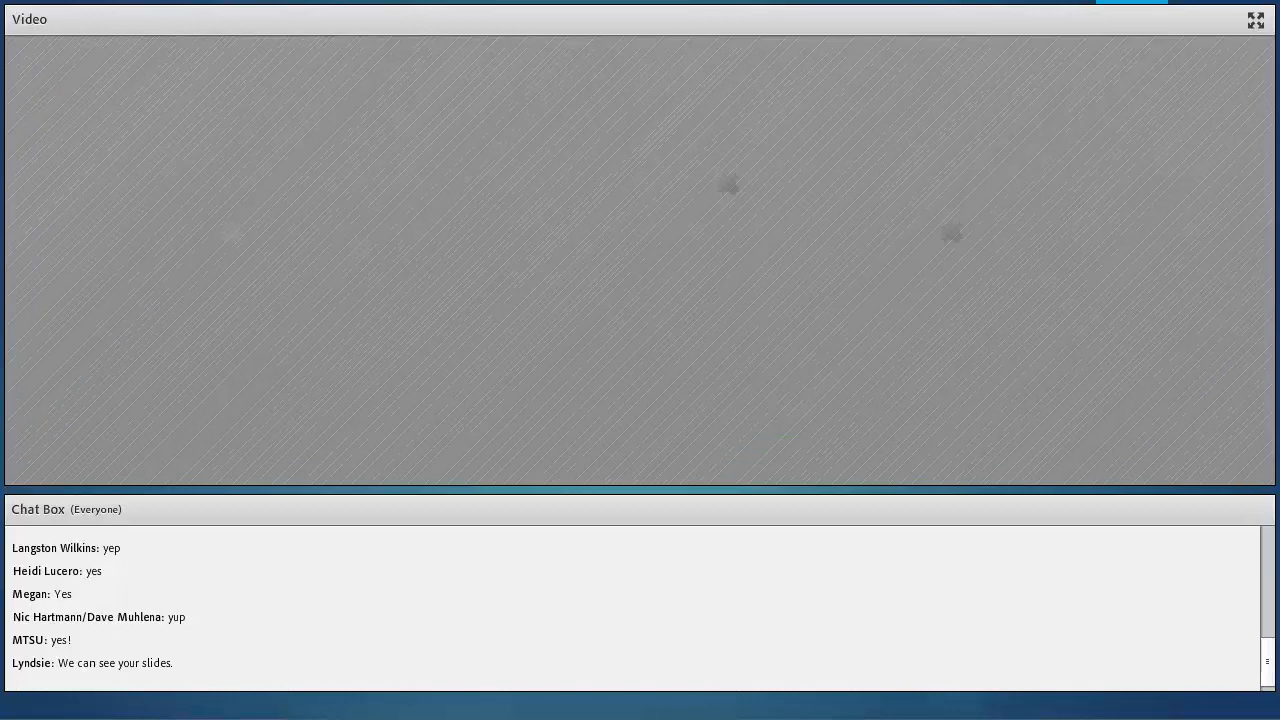 Video
Chat Box (Everyone)
Langston Wilkins: yep
Heidi Lucero: yes
Megan: Yes
Nic Hartmann/Dave Muhlena: yup
MTSU: yes!
Lyndsie: We can see your slides.